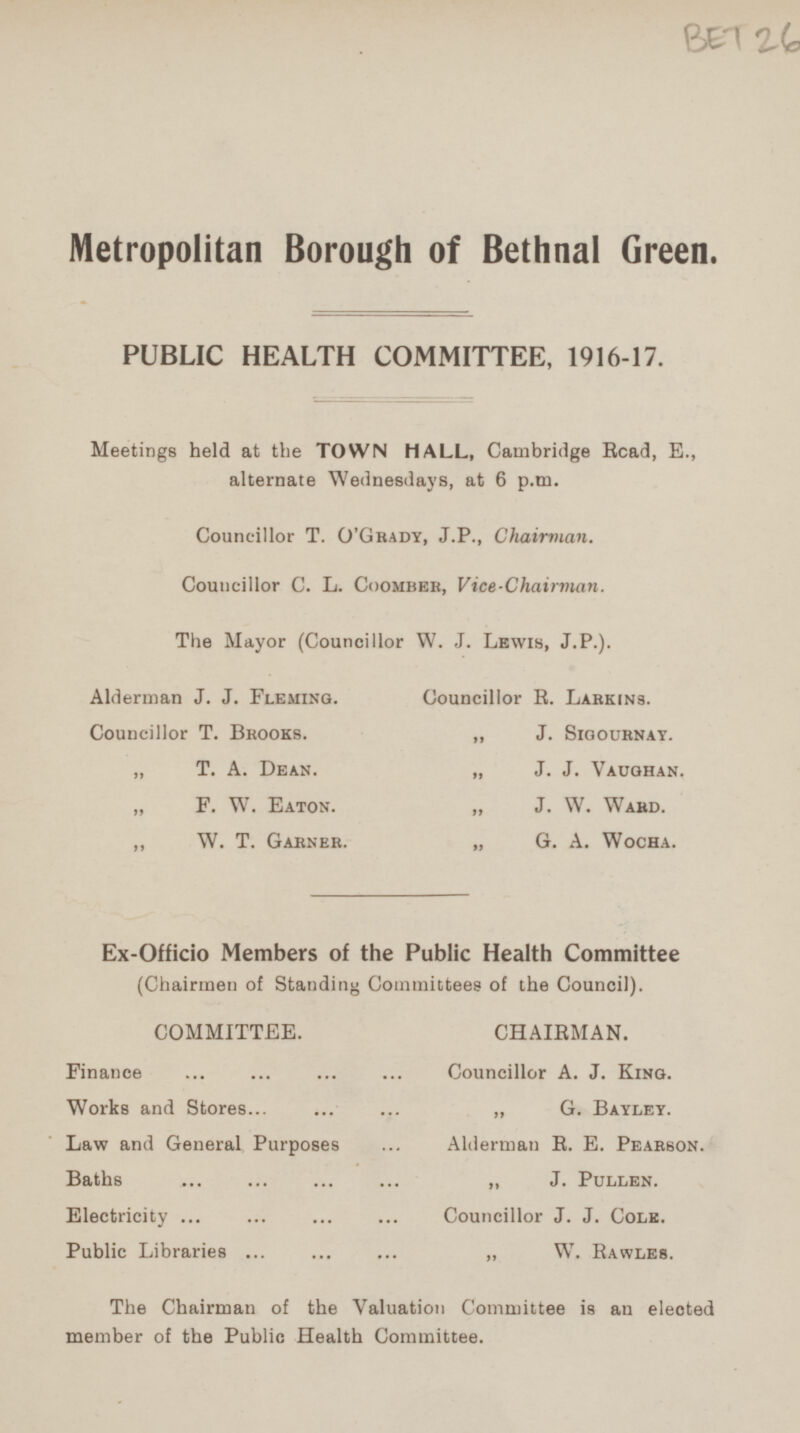 BET 26
Metropolitan Borough of Bethnal Green.
PUBLIC HEALTH COMMITTEE, 1916-17.
Meetings held at the TOWN HALL, Cambridge Road, E.,
alternate Wednesdays, at 6 p.m.
Councillor T. O'GRADY, J.P., Chairman.
Councillor C. L. COOMBER, Vice-Chairman.
The Mayor (Councillor W. J. LEWIS, J.P.).
Alderman J. J. FLEMING. Councillor R. LARKINS.
Councillor T. BROOKS. ,, J. SIGOURNAY.
,, T. A. DEAN. ,, J. J. VAUGHAN.
,, F. W. EATON. ,, J. W. WARD.
,, W. T. GARNER. ,, G. A. WOCHA.
Ex-Officio Members of the Public Health Committee
(Chairmen of Standing Committees of the Council).
COMMITTEE. CHAIRMAN.
Finance ... ... ... ... Councillor A. J. KING.
Works and Stores... ... ... ,, G. BAYLEY.
Law and General Purposes ... Alderman R. E. PEARSON.
Baths ... ... ... ... ,, J. PULLEN.
Electricity ... ... ... ... Councillor J. J. COLE.
Public Libraries ... ... ... ,, W. RAWLES.
The Chairman of the Valuation Committee is an elected
member of the Public Health Committee.